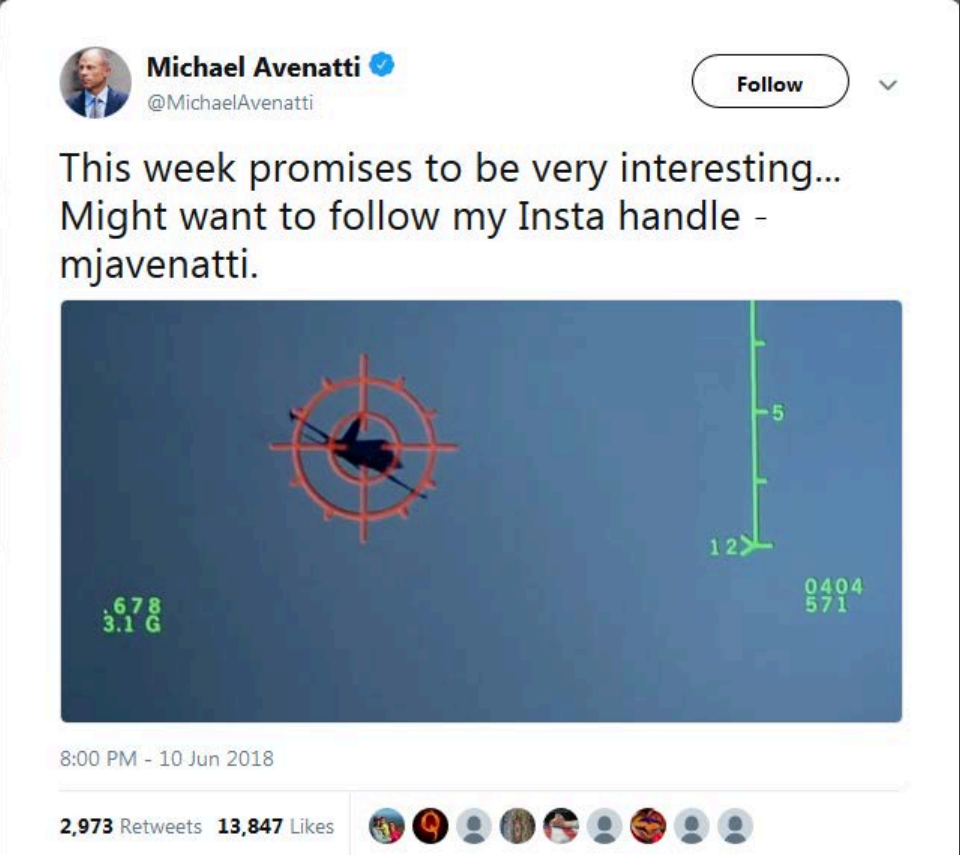 Michael Avenatti
@MichaelAvenatti
Follow
This week promises to be very interesting...
Might want to follow my Insta handle -
mjavenatti.
5
12
0404
571
.678
3.1 G
8:00 PM - 10 Jun 2018
2,973 Retweets 13,847 Likes
Q